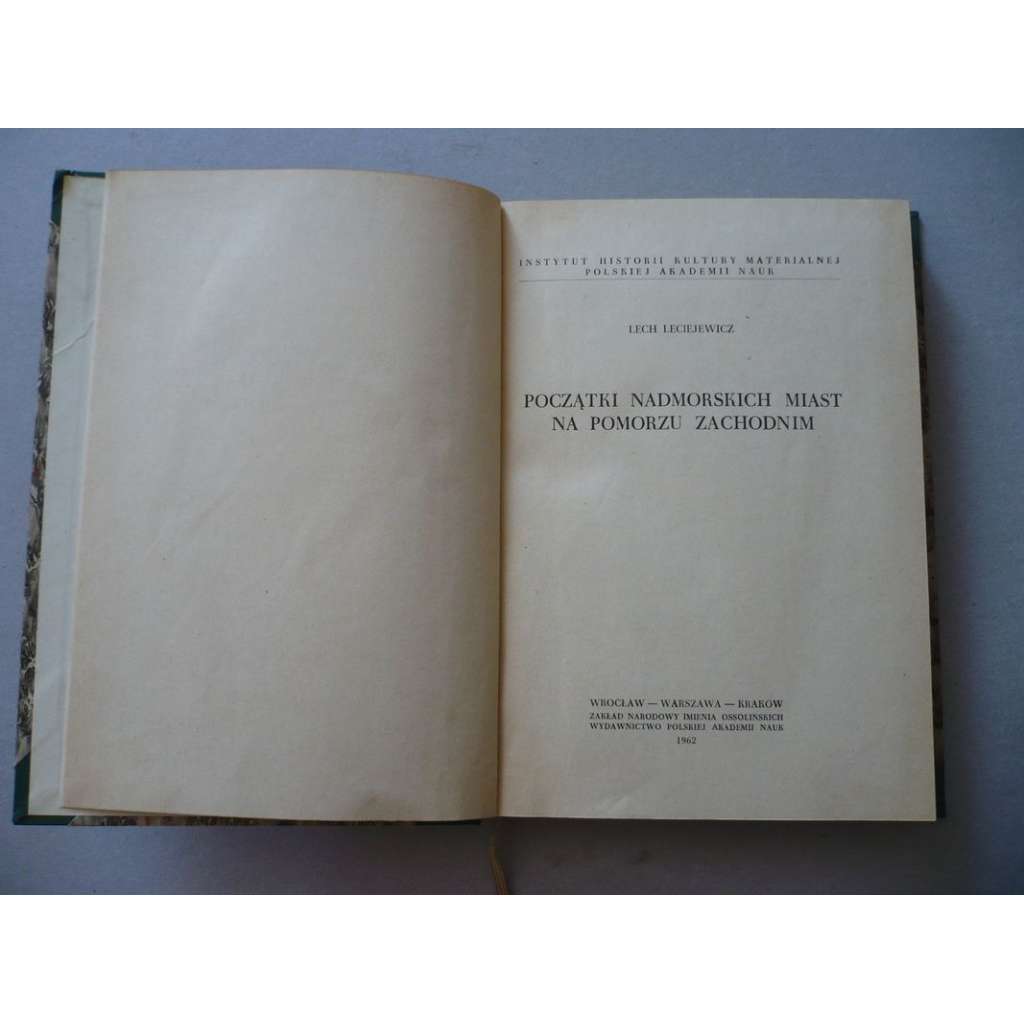 INSTYTUT HISTORII KULTURY MATERIALNEJ
POLSKIEJ AKADEMII NAUK
LECH LECIEJEWICZ
POCZĄTKI NADMORSKICH MIAST
NA POMORZU ZACHODNIM
WROCŁAW — WARSZAWA — KRAKÓW
ZAKŁAD NARODOWY IMIENIA OSSOLIŃSKICH
WYDAWNICTWO POLSKIEJ AKADEMII NAUK
1962